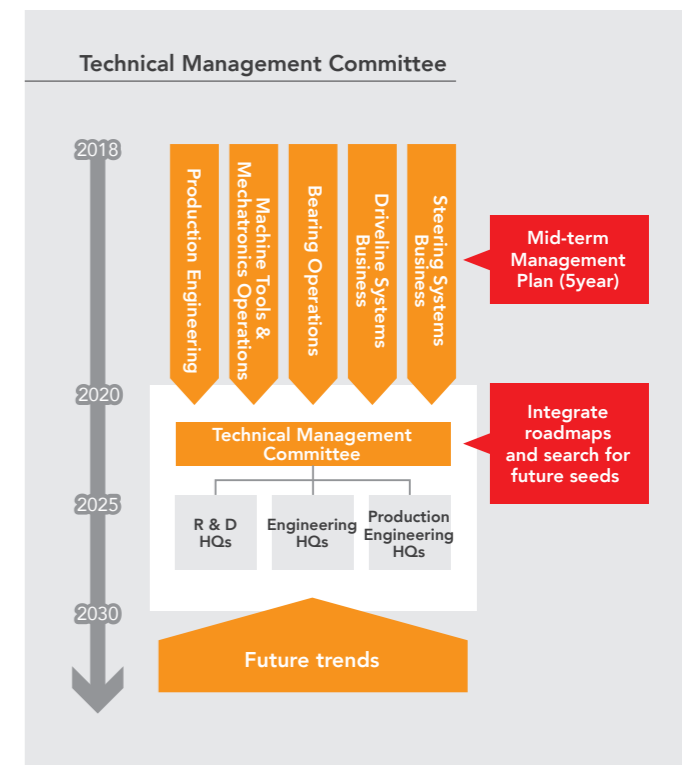 Technical Management Committee
2018
Production Engineering
Machine Tools &
Mechatronics Operations
Bearing Operations
Driveline Systems
Business
Steering Systems
Business
Mid-term
Management
Plan (5year)
2020
Integrate
roadmaps
and search for
future seeds
Technical Management
Committee
2025
R & D
HQs
Engineering
HQs
Production
Engineering
HQs
2030
Future trends